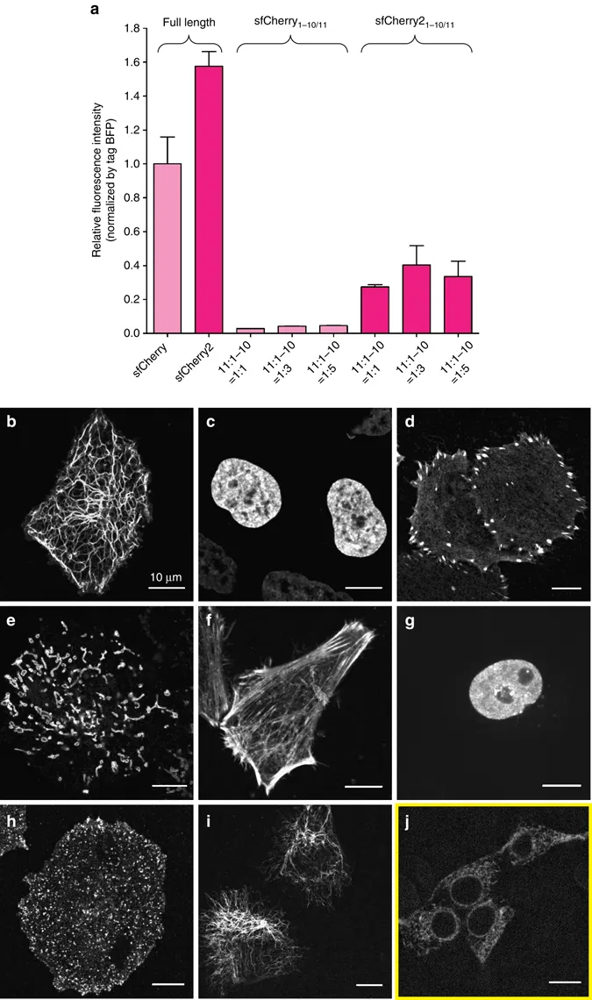 a
Full length
sfCherry1–10/11
sfCherry21–10/11
Relative fluorescence intensity
(normalized by tag BFP)
1.8
1.6
1.4
1.2
1.0
0.8
0.6
0.4
0.2
0.0
sfCherry
sfCherry2
11:1–10
=1:1
11:1–10
=1:3
11:1–10
=1:5
11:1–10
=1:1
11:1–10
=1:3
11:1–10
=1:5
b
10 μm
c
d
e
f
g
h
i
j